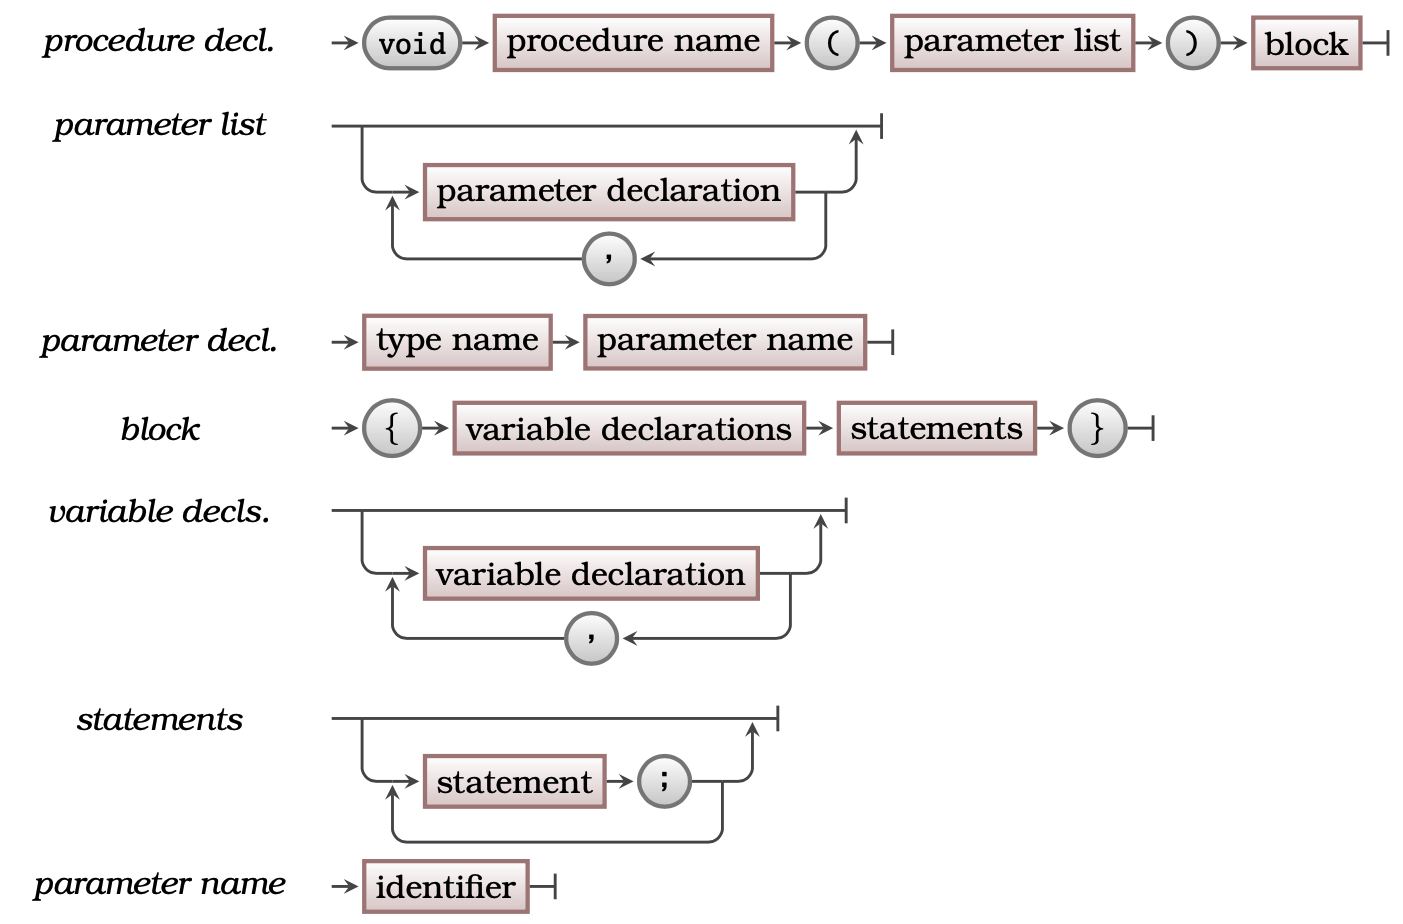 procedure decl. void procedure name ( parameter list ) block
parameter list
parameter declaration
,
parameter decl. type name parameter name
block { variable declarations statements }
variable decls.
variable declaration
,
statements
statement ;
parameter name identifier